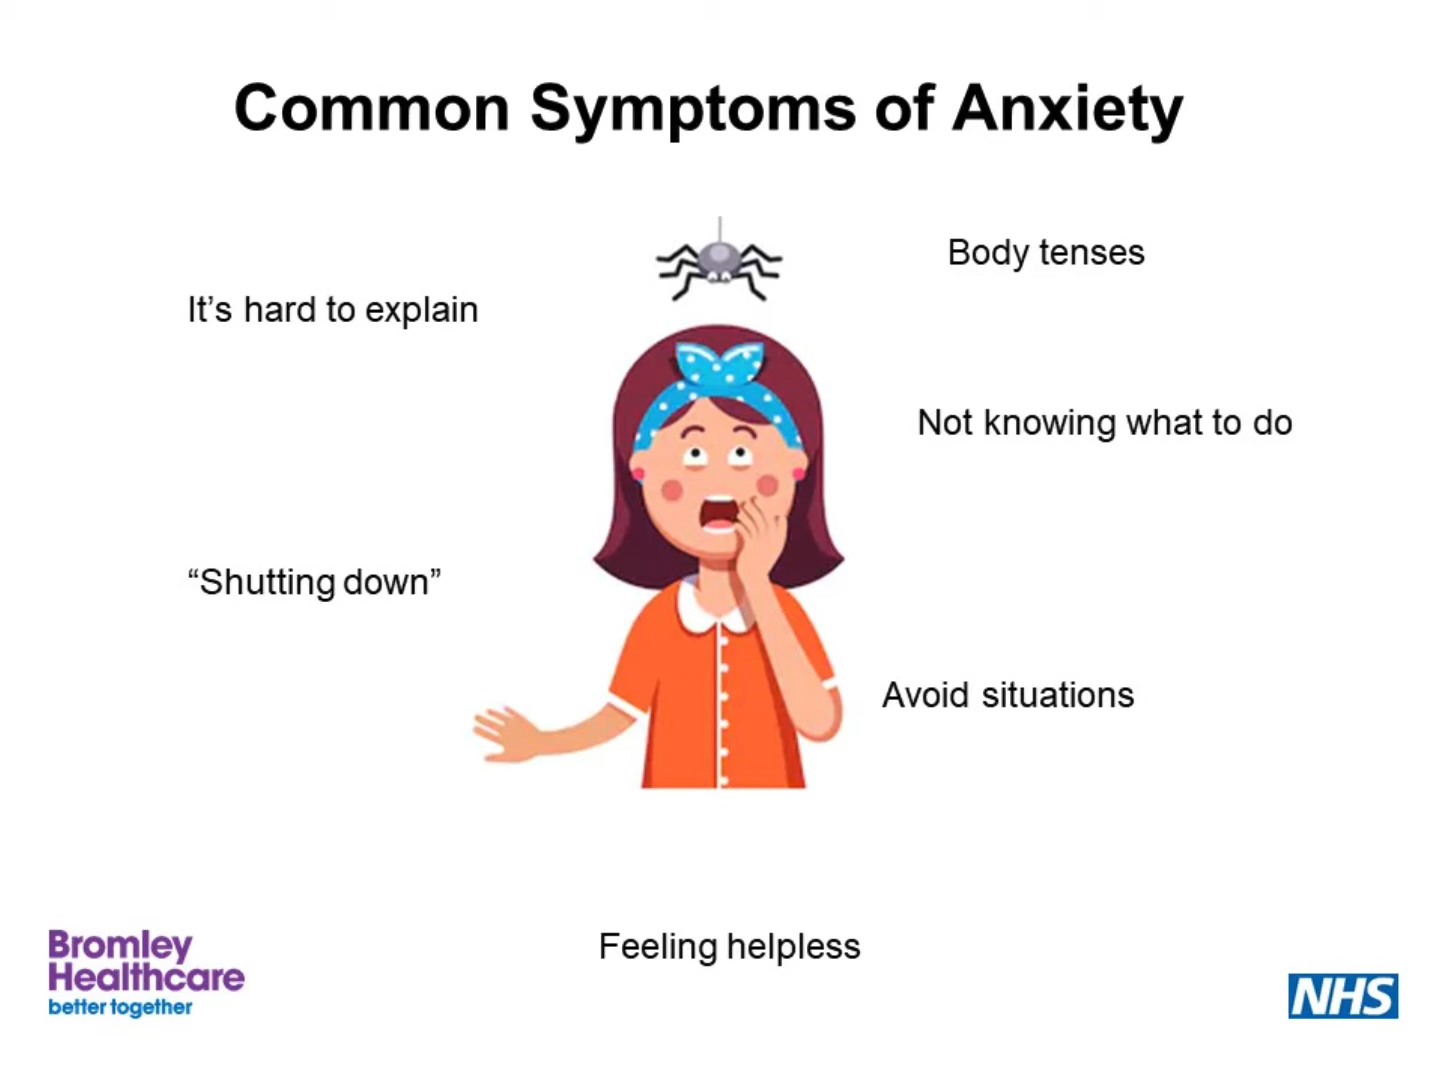 Common Symptoms of Anxiety
Body tenses
It’s hard to explain
Not knowing what to do
“Shutting down”
Avoid situations
Feeling helpless
Bromley
Healthcare
better together
NHS